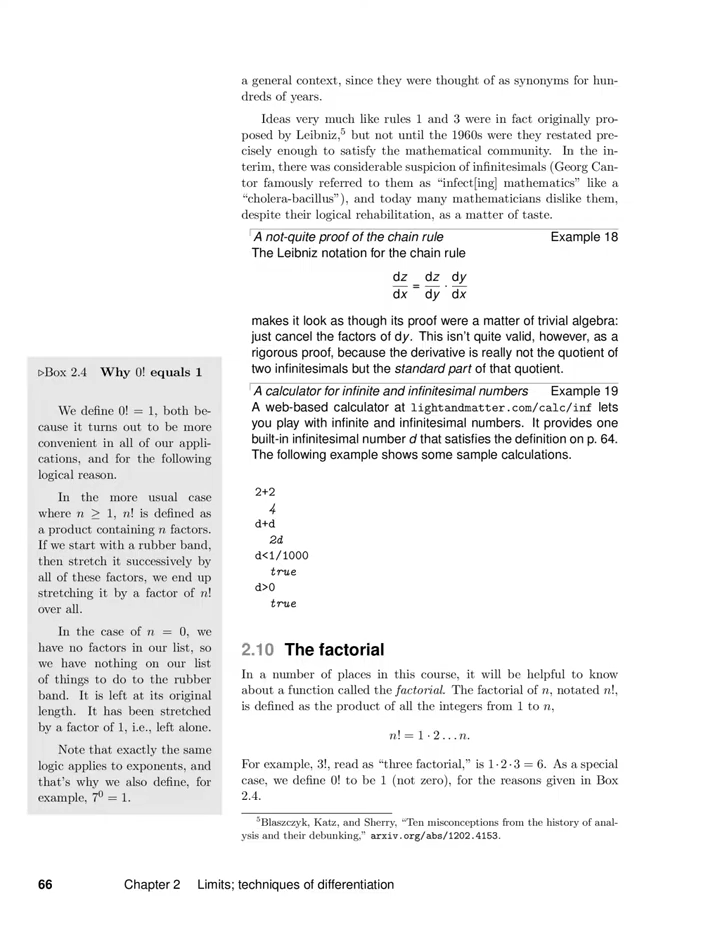 a general context, since they were thought of as synonyms for hun-
dreds of years.
Ideas very much like rules 1 and 3 were in fact originally pro-
posed by Leibniz,⁵ but not until the 1960s were they restated pre-
cisely enough to satisfy the mathematical community. In the in-
terim, there was considerable suspicion of infinitesimals (Georg Can-
tor famously referred to them as “infect[ing] mathematics” like a
“cholera-bacillus”), and today many mathematicians dislike them,
despite their logical rehabilitation, as a matter of taste.
A not-quite proof of the chain rule Example 18
The Leibniz notation for the chain rule
dz/dx = dz/dy · dy/dx
makes it look as though its proof were a matter of trivial algebra:
just cancel the factors of dy. This isn’t quite valid, however, as a
rigorous proof, because the derivative is really not the quotient of
two infinitesimals but the standard part of that quotient.
A calculator for infinite and infinitesimal numbers Example 19
A web-based calculator at lightandmatter.com/calc/inf lets
you play with infinite and infinitesimal numbers. It provides one
built-in infinitesimal number d that satisfies the definition on p. 64.
The following example shows some sample calculations.
2+2
4
d+d
2d
d<1/1000
true
d>0
true
▷Box 2.4 Why 0! equals 1
We define 0! = 1, both be-
cause it turns out to be more
convenient in all of our appli-
cations, and for the following
logical reason.
In the more usual case
where n ≥ 1, n! is defined as
a product containing n factors.
If we start with a rubber band,
then stretch it successively by
all of these factors, we end up
stretching it by a factor of n!
over all.
In the case of n = 0, we
have no factors in our list, so
we have nothing on our list
of things to do to the rubber
band. It is left at its original
length. It has been stretched
by a factor of 1, i.e., left alone.
Note that exactly the same
logic applies to exponents, and
that’s why we also define, for
example, 7⁰ = 1.
2.10 The factorial
In a number of places in this course, it will be helpful to know
about a function called the factorial. The factorial of n, notated n!,
is defined as the product of all the integers from 1 to n,
n! = 1 · 2 . . . n.
For example, 3!, read as “three factorial,” is 1·2·3 = 6. As a special
case, we define 0! to be 1 (not zero), for the reasons given in Box
2.4.
⁵Blaszczyk, Katz, and Sherry, “Ten misconceptions from the history of anal-
ysis and their debunking,” arxiv.org/abs/1202.4153.
66 Chapter 2 Limits; techniques of differentiation